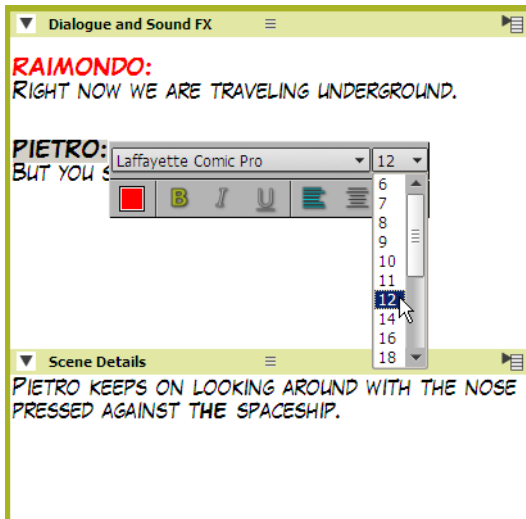 Dialogue and Sound FX
RAIMONDO:
RIGHT NOW WE ARE TRAVELING UNDERGROUND.
PIETRO:
Laffayette Comic Pro 12
BUT YOU S
B I U
6
7
8
9
10
11
12
14
16
18
Scene Details
PIETRO KEEPS ON LOOKING AROUND WITH THE NOSE
PRESSED AGAINST THE SPACESHIP.